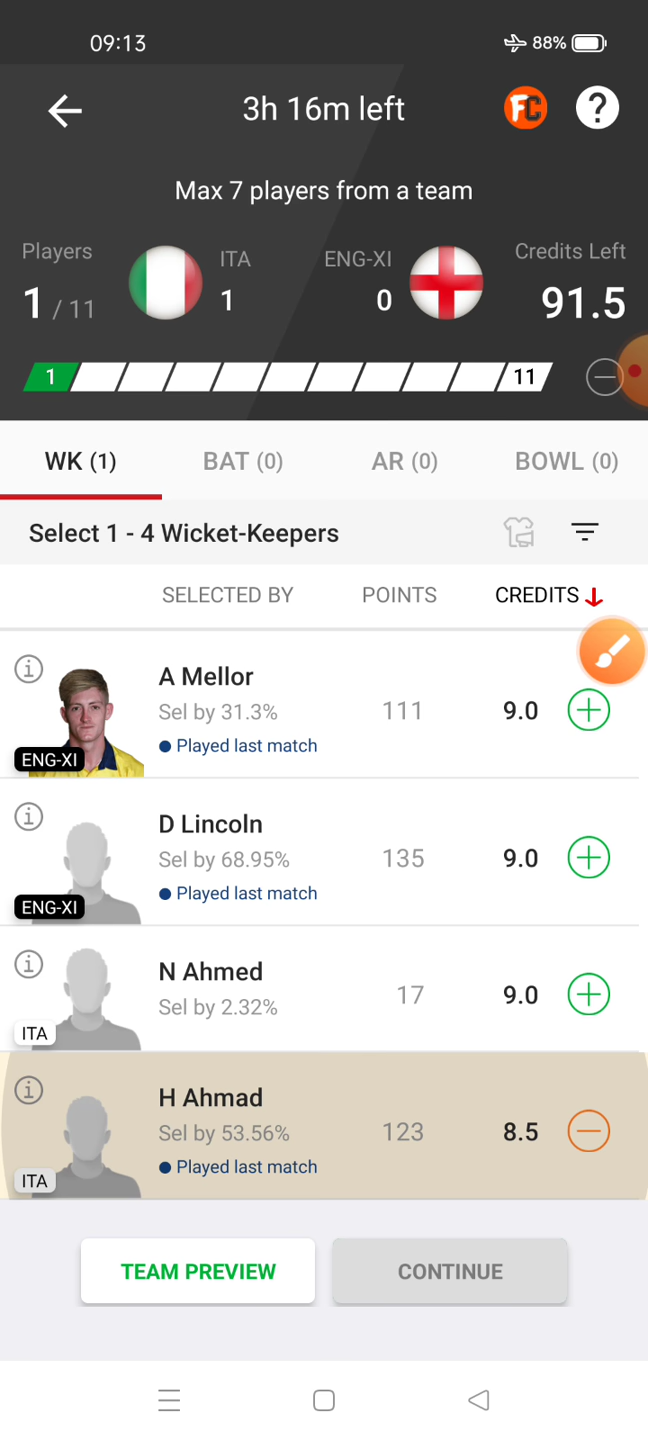 09:13
88%
3h 16m left
FC
?
Max 7 players from a team
Players
ITA
ENG-XI
Credits Left
1 / 11
1
0
91.5
1
11
WK (1)
BAT (0)
AR (0)
BOWL (0)
Select 1 - 4 Wicket-Keepers
SELECTED BY
POINTS
CREDITS
A Mellor
Sel by 31.3%
111
9.0
Played last match
ENG-XI
D Lincoln
Sel by 68.95%
135
9.0
Played last match
ENG-XI
N Ahmed
Sel by 2.32%
17
9.0
ITA
H Ahmad
Sel by 53.56%
123
8.5
Played last match
ITA
TEAM PREVIEW
CONTINUE